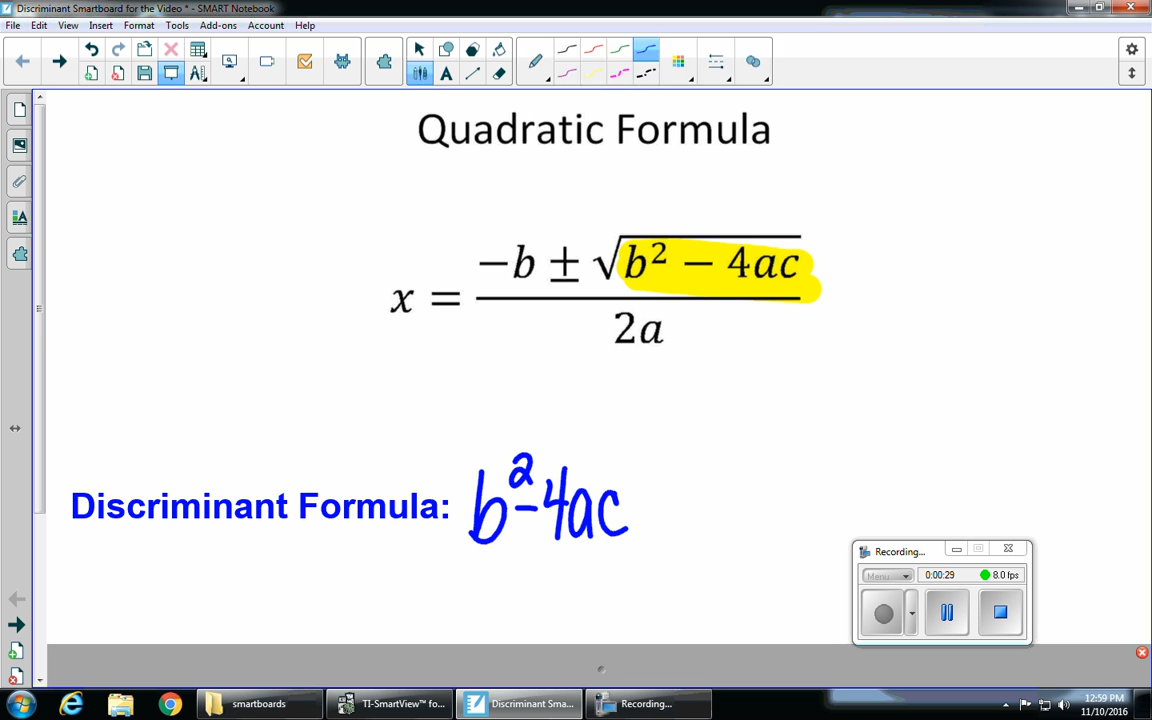 Discriminant Smartboard for the Video * - SMART Notebook
File Edit View Insert Format Tools Add-ons Account Help
A
Quadratic Formula
x = (−b ± √(b² − 4ac)) / 2a
Discriminant Formula: b²-4ac
Recording...
Menu 0:00:29 8.0 fps
smartboards TI-SmartView™ fo... Discriminant Sma... Recording... 12:59 PM
11/10/2016